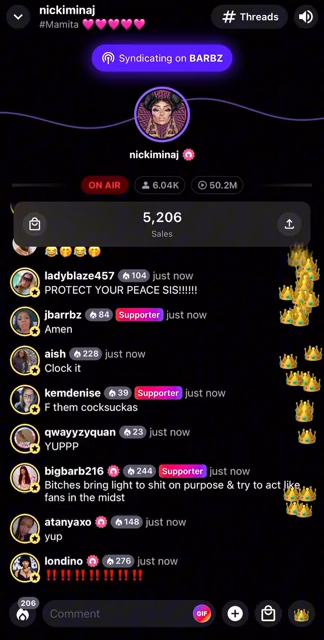 nickiminaj
#Mamita 💗💗💗💗💗
# Threads
Syndicating on BARBZ
nickiminaj
ON AIR
6.04K
50.2M
5,206
Sales
😂🤭😂🤭
ladyblaze457 104 just now
PROTECT YOUR PEACE SIS!!!!!!
jbarrbz 84 Supporter just now
Amen
aish 228 just now
Clock it
kemdenise 39 Supporter just now
F them cocksuckas
qwayyzyquan 23 just now
YUPPP
bigbarb216 244 Supporter just now
Bitches bring light to shit on purpose & try to act like
fans in the midst
atanyaxo 148 just now
yup
londino 276 just now
‼️‼️‼️‼️‼️‼️‼️‼️
206
Comment
GIF